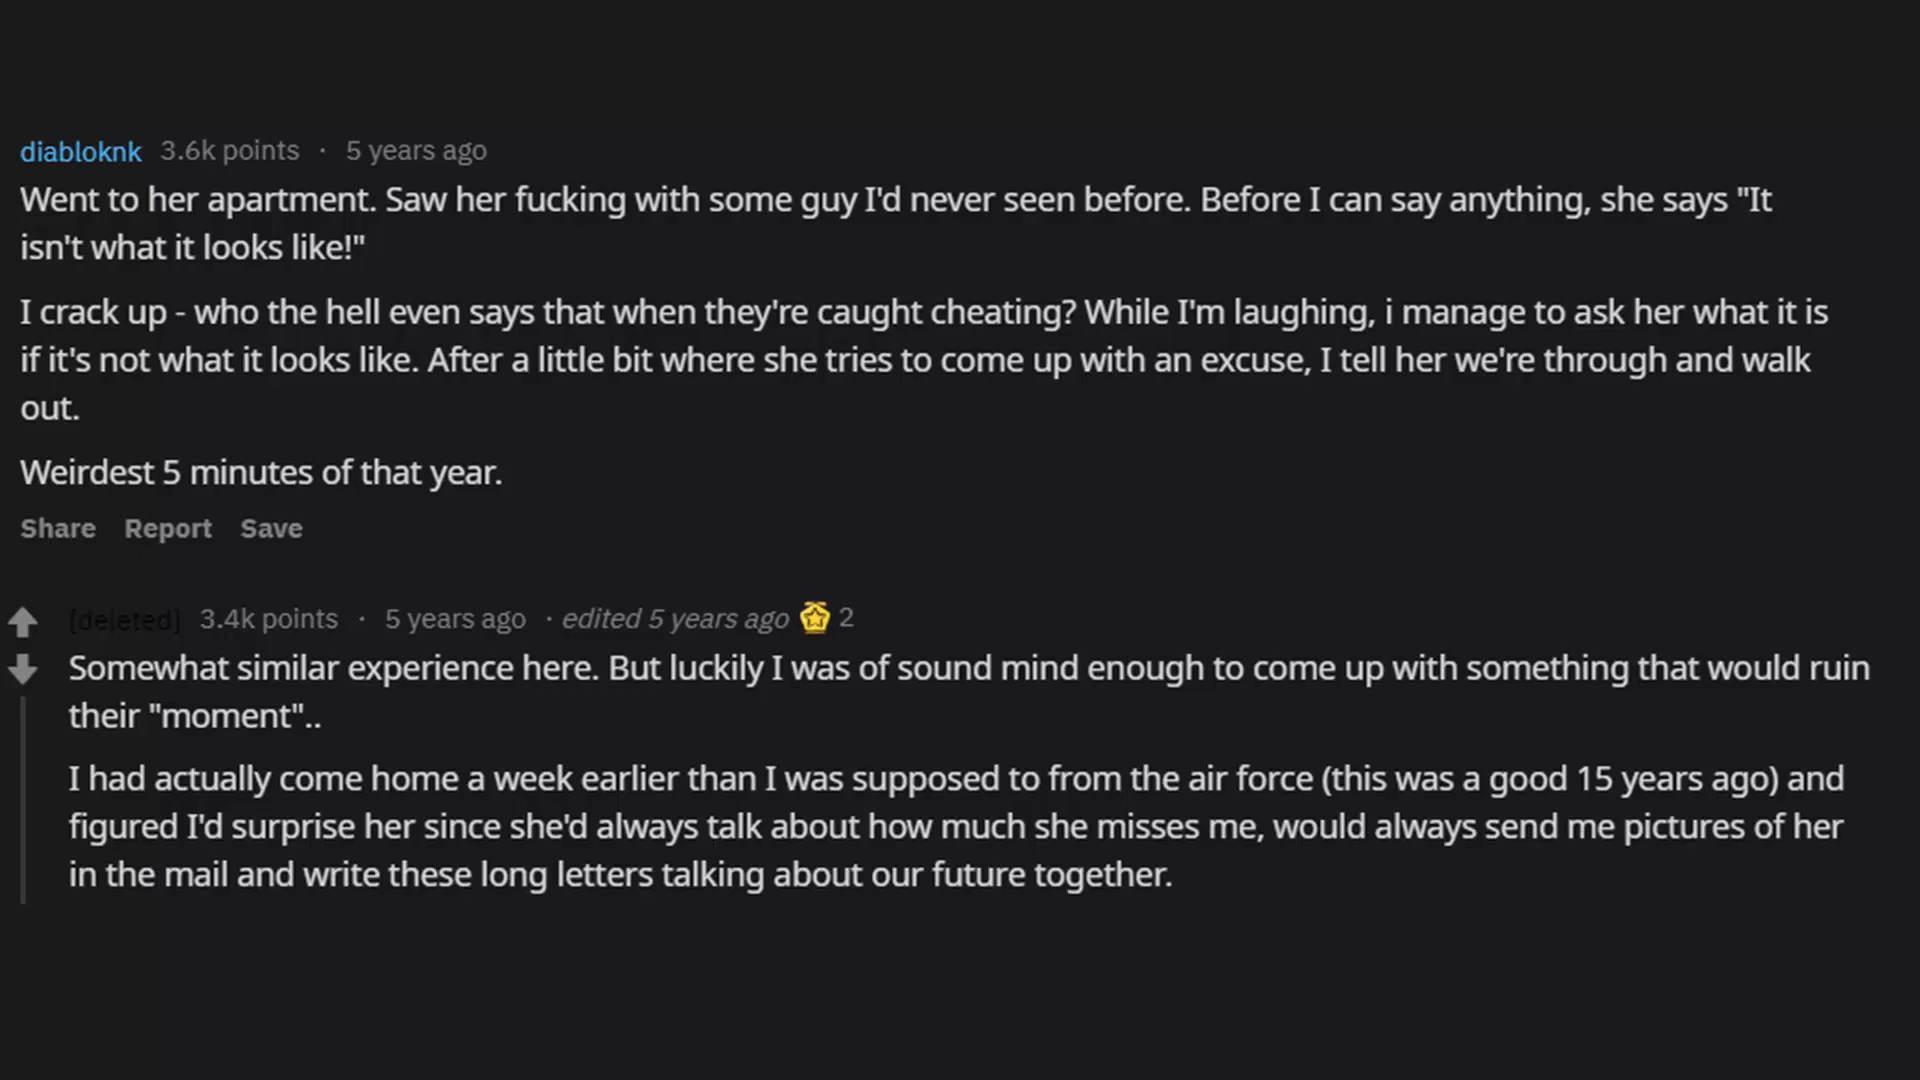 diabloknk 3.6k points · 5 years ago
Went to her apartment. Saw her fucking with some guy I'd never seen before. Before I can say anything, she says "It
isn't what it looks like!"
I crack up - who the hell even says that when they're caught cheating? While I'm laughing, i manage to ask her what it is
if it's not what it looks like. After a little bit where she tries to come up with an excuse, I tell her we're through and walk
out.
Weirdest 5 minutes of that year.
Share Report Save
[deleted] 3.4k points · 5 years ago · edited 5 years ago 2
Somewhat similar experience here. But luckily I was of sound mind enough to come up with something that would ruin
their "moment"..
I had actually come home a week earlier than I was supposed to from the air force (this was a good 15 years ago) and
figured I'd surprise her since she'd always talk about how much she misses me, would always send me pictures of her
in the mail and write these long letters talking about our future together.